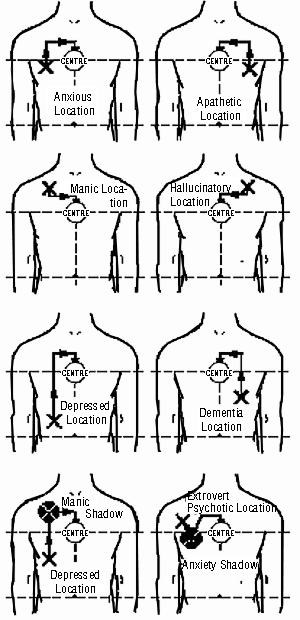 CENTRE
Anxious
Location
CENTRE
Apathetic
Location
Manic Loca-
tion
CENTRE
Hallucinatory
Location
CENTRE
CENTRE
Depressed
Location
CENTRE
Dementia
Location
Manic
Shadow
CENTRE
Depressed
Location
Extrovert
Psychotic Location
CENTRE
Anxiety Shadow